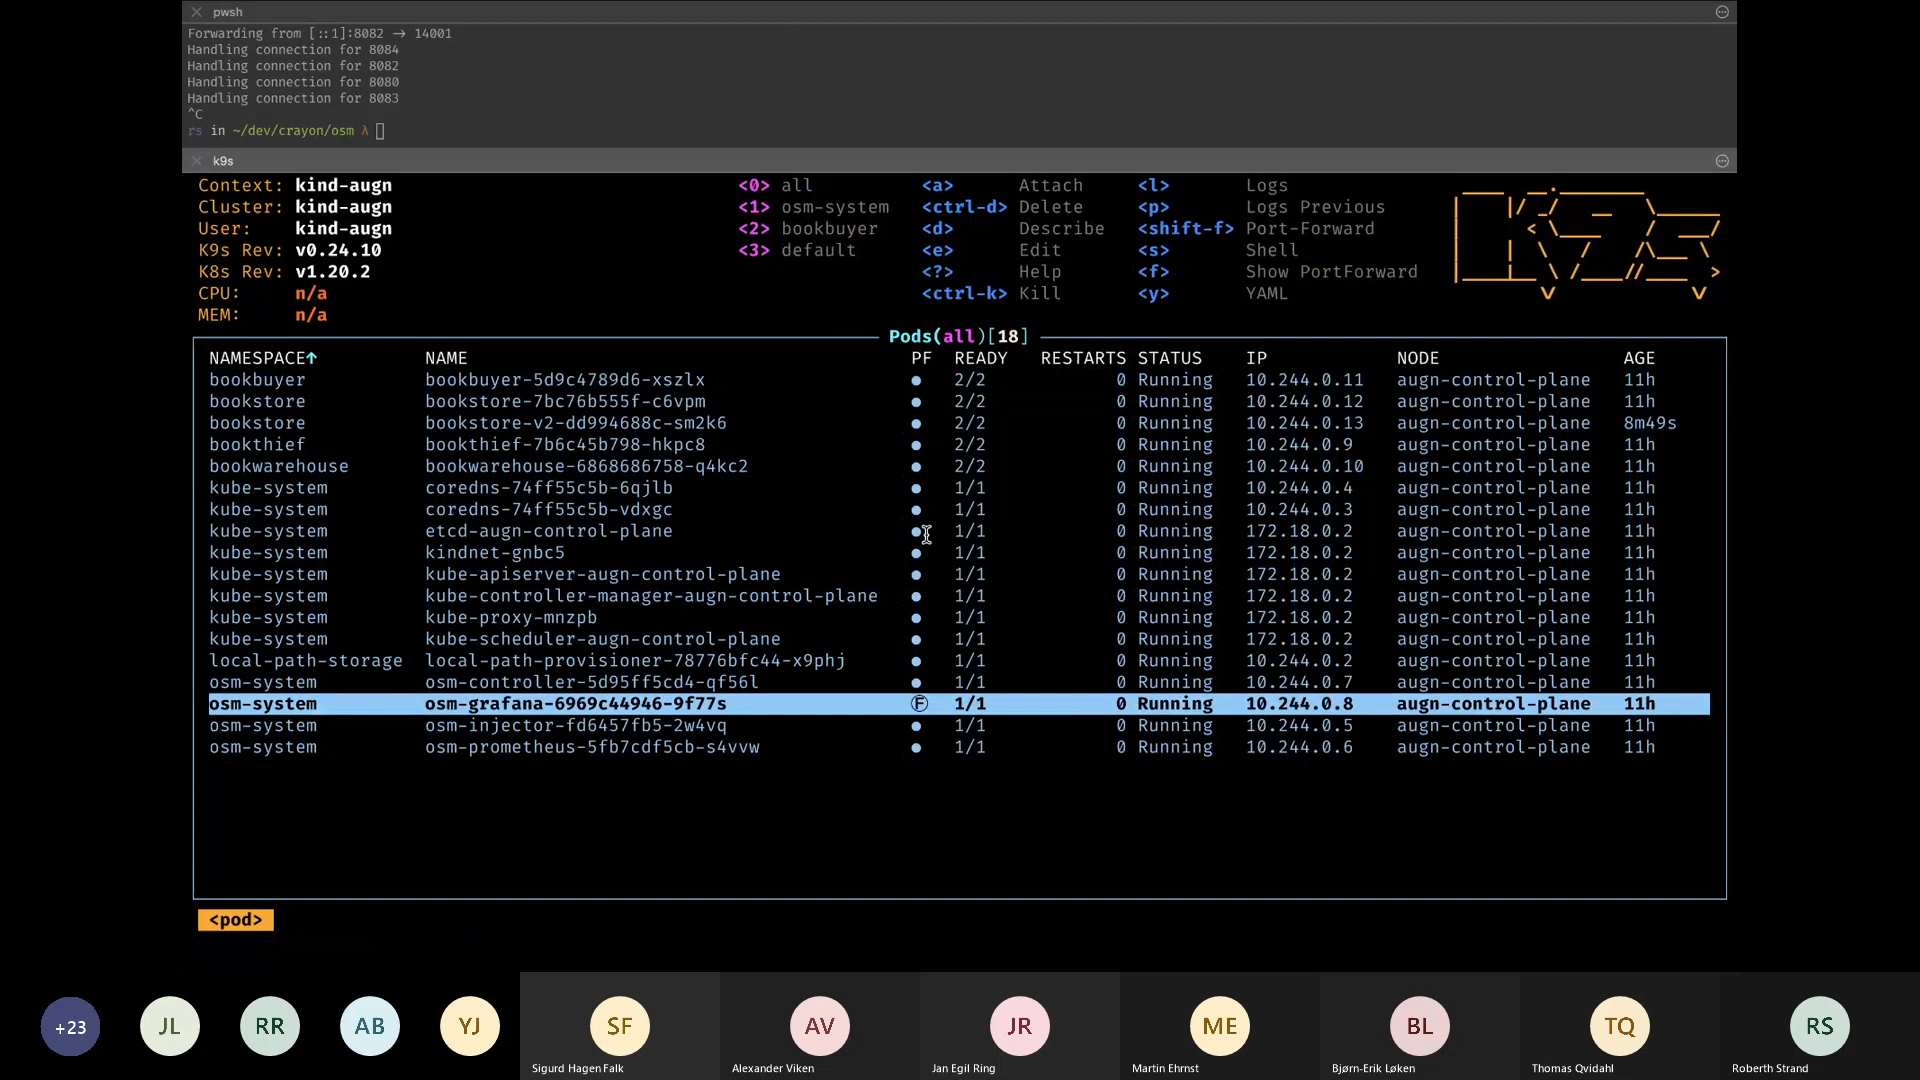 pwsh
Forwarding from [::1]:8082 → 14001
Handling connection for 8084
Handling connection for 8082
Handling connection for 8080
Handling connection for 8083
^C
rs in ~/dev/crayon/osm λ
k9s
Context: kind-augn <0> all <a> Attach <l> Logs
Cluster: kind-augn <1> osm-system <ctrl-d> Delete <p> Logs Previous
User: kind-augn <2> bookbuyer <d> Describe <shift-f> Port-Forward
K9s Rev: v0.24.10 <3> default <e> Edit <s> Shell
K8s Rev: v1.20.2 <?> Help <f> Show PortForward
CPU: n/a <ctrl-k> Kill <y> YAML
MEM: n/a
Pods(all)[18]
NAMESPACE↑ NAME PF READY RESTARTS STATUS IP NODE AGE
bookbuyer bookbuyer-5d9c4789d6-xszlx ● 2/2 0 Running 10.244.0.11 augn-control-plane 11h
bookstore bookstore-7bc76b555f-c6vpm ● 2/2 0 Running 10.244.0.12 augn-control-plane 11h
bookstore bookstore-v2-dd994688c-sm2k6 ● 2/2 0 Running 10.244.0.13 augn-control-plane 8m49s
bookthief bookthief-7b6c45b798-hkpc8 ● 2/2 0 Running 10.244.0.9 augn-control-plane 11h
bookwarehouse bookwarehouse-6868686758-q4kc2 ● 2/2 0 Running 10.244.0.10 augn-control-plane 11h
kube-system coredns-74ff55c5b-6qjlb ● 1/1 0 Running 10.244.0.4 augn-control-plane 11h
kube-system coredns-74ff55c5b-vdxgc ● 1/1 0 Running 10.244.0.3 augn-control-plane 11h
kube-system etcd-augn-control-plane ● 1/1 0 Running 172.18.0.2 augn-control-plane 11h
kube-system kindnet-gnbc5 ● 1/1 0 Running 172.18.0.2 augn-control-plane 11h
kube-system kube-apiserver-augn-control-plane ● 1/1 0 Running 172.18.0.2 augn-control-plane 11h
kube-system kube-controller-manager-augn-control-plane ● 1/1 0 Running 172.18.0.2 augn-control-plane 11h
kube-system kube-proxy-mnzpb ● 1/1 0 Running 172.18.0.2 augn-control-plane 11h
kube-system kube-scheduler-augn-control-plane ● 1/1 0 Running 172.18.0.2 augn-control-plane 11h
local-path-storage local-path-provisioner-78776bfc44-x9phj ● 1/1 0 Running 10.244.0.2 augn-control-plane 11h
osm-system osm-controller-5d95ff5cd4-qf56l ● 1/1 0 Running 10.244.0.7 augn-control-plane 11h
osm-system osm-grafana-6969c44946-9f77s Ⓕ 1/1 0 Running 10.244.0.8 augn-control-plane 11h
osm-system osm-injector-fd6457fb5-2w4vq ● 1/1 0 Running 10.244.0.5 augn-control-plane 11h
osm-system osm-prometheus-5fb7cdf5cb-s4vvw ● 1/1 0 Running 10.244.0.6 augn-control-plane 11h
<pod>
+23 JL RR AB YJ SF AV JR ME BL TQ RS
Sigurd Hagen Falk Alexander Viken Jan Egil Ring Martin Ehrnst Bjørn-Erik Løken Thomas Qvidahl Roberth Strand